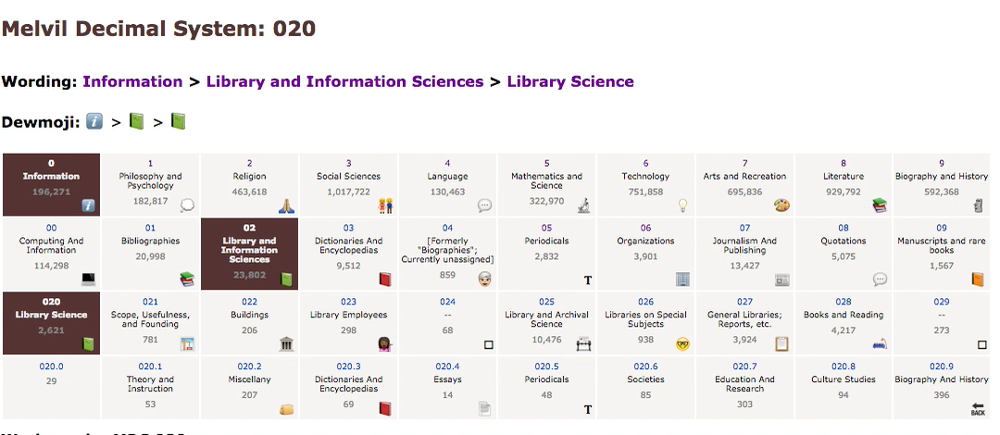 Melvil Decimal System: 020
Wording: Information > Library and Information Sciences > Library Science
Dewmoji: > >
0
Information
196,271
1
Philosophy and
Psychology
182,817
2
Religion
463,618
3
Social Sciences
1,017,722
4
Language
130,463
5
Mathematics and
Science
322,970
6
Technology
751,858
7
Arts and Recreation
695,836
8
Literature
929,792
9
Biography and History
592,368
00
Computing And
Information
114,298
01
Bibliographies
20,998
02
Library and
Information
Sciences
23,802
03
Dictionaries And
Encyclopedias
9,512
04
[Formerly
"Biographies";
Currently unassigned]
859
05
Periodicals
2,832
T
06
Organizations
3,901
07
Journalism And
Publishing
13,427
08
Quotations
5,075
09
Manuscripts and rare
books
1,567
020
Library Science
2,621
021
Scope, Usefulness,
and Founding
781
022
Buildings
206
023
Library Employees
298
024
--
68
025
Library and Archival
Science
10,476
026
Libraries on Special
Subjects
938
027
General Libraries;
Reports, etc.
3,924
028
Books and Reading
4,217
029
--
273
020.0
29
020.1
Theory and
Instruction
53
020.2
Miscellany
207
020.3
Dictionaries And
Encyclopedias
69
020.4
Essays
14
020.5
Periodicals
48
T
020.6
Societies
85
020.7
Education And
Research
303
020.8
Culture Studies
94
020.9
Biography And History
396
BACK